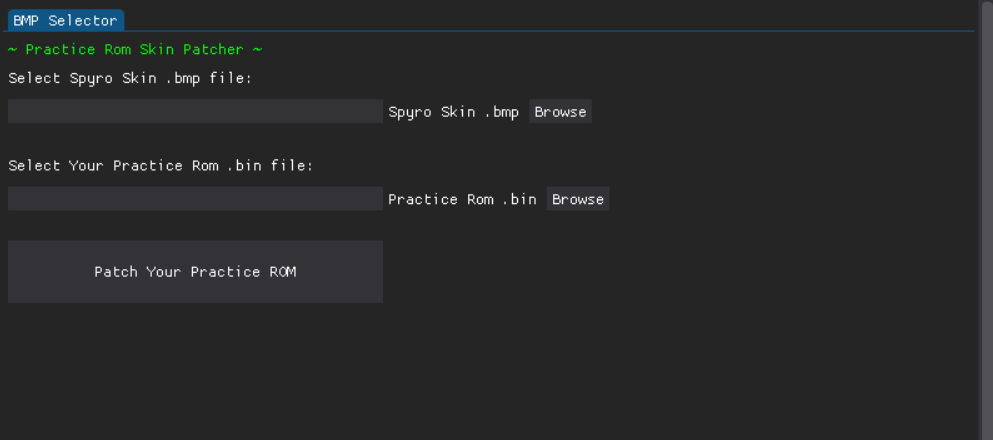 BMP Selector
~ Practice Rom Skin Patcher ~
Select Spyro Skin .bmp file:
Spyro Skin .bmp Browse
Select Your Practice Rom .bin file:
Practice Rom .bin Browse
Patch Your Practice ROM